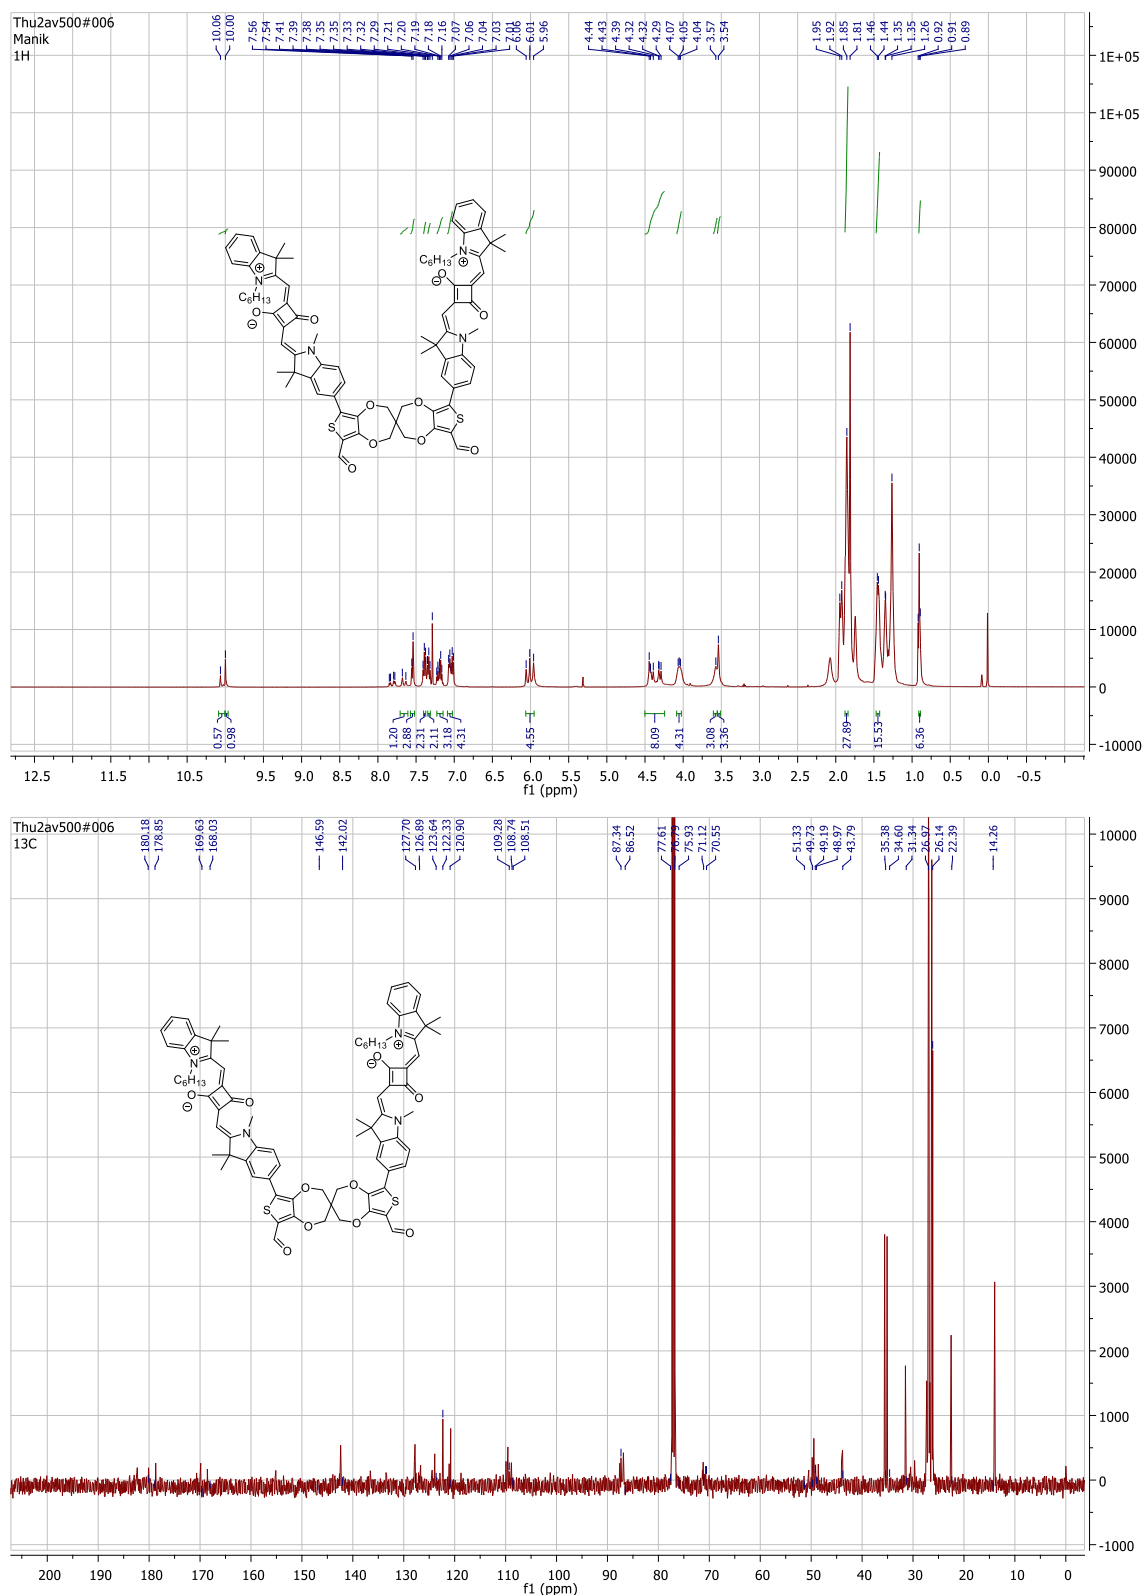 Thu2av500#006
Manik
1H
10.06
10.00
7.56
7.54
7.41
7.39
7.38
7.35
7.35
7.33
7.32
7.29
7.21
7.20
7.19
7.18
7.16
7.07
7.06
7.04
7.03
7.01
6.06
6.01
5.96
4.44
4.43
4.39
4.32
4.32
4.29
4.07
4.05
4.04
3.57
3.54
1.95
1.92
1.85
1.81
1.46
1.44
1.35
1.35
1.26
0.92
0.91
0.89
1E+05
1E+05
90000
80000
70000
60000
50000
40000
30000
20000
10000
0
-10000
C6H13
N
⊕
O
⊖
O
N
C6H13
N
⊕
O
⊖
O
N
O
O
S
O
O
O
O
S
O
O
0.57
0.98
1.20
2.88
2.31
2.11
3.18
4.31
4.55
8.09
4.31
3.08
3.36
27.89
15.53
6.36
12.5 11.5 10.5 9.5 9.0 8.5 8.0 7.5 7.0 6.5 6.0 5.5 5.0 4.5 4.0 3.5 3.0 2.5 2.0 1.5 1.0 0.5 0.0 -0.5
f1 (ppm)
Thu2av500#006
13C
180.18
178.85
169.63
168.03
146.59
142.02
127.70
126.89
123.64
122.33
120.90
109.28
108.74
108.51
87.34
86.52
77.61
76.79
75.93
71.12
70.55
51.33
49.73
49.19
48.97
43.79
35.38
34.60
31.34
26.97
26.14
22.39
14.26
10000
9000
8000
7000
6000
5000
4000
3000
2000
1000
0
-1000
C6H13
N
⊕
O
⊖
O
N
C6H13
N
⊕
O
⊖
O
N
O
O
S
O
O
O
O
S
O
O
200 190 180 170 160 150 140 130 120 110 100 90 80 70 60 50 40 30 20 10 0
f1 (ppm)